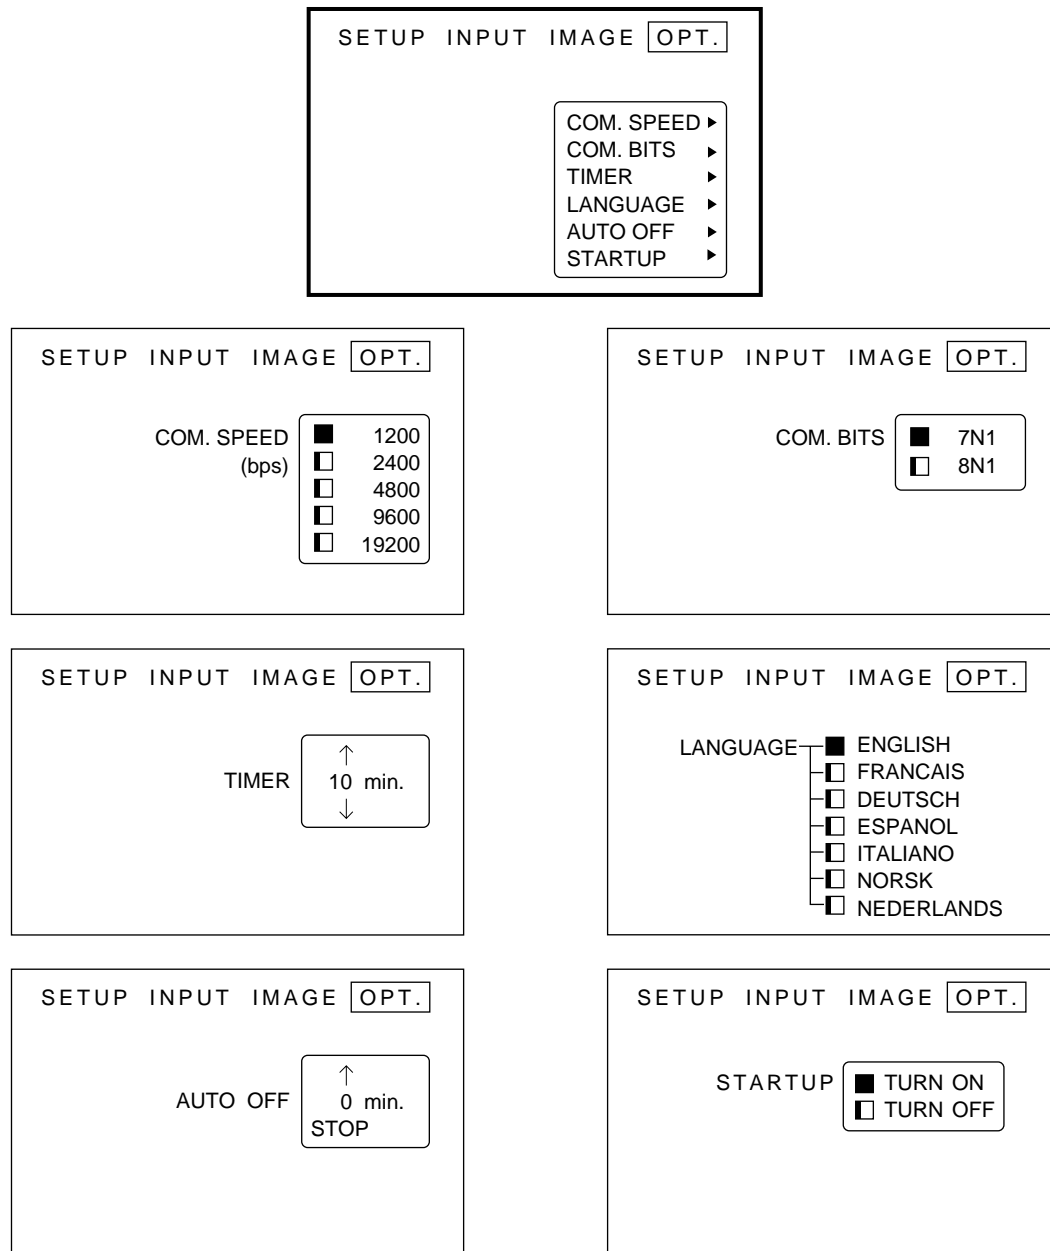 SETUP INPUT IMAGE OPT.
COM. SPEED
COM. BITS
TIMER
LANGUAGE
AUTO OFF
STARTUP
SETUP INPUT IMAGE OPT.
COM. SPEED 1200
(bps) 2400
4800
9600
19200
SETUP INPUT IMAGE OPT.
COM. BITS 7N1
8N1
SETUP INPUT IMAGE OPT.
↑
TIMER 10 min.
↓
SETUP INPUT IMAGE OPT.
LANGUAGE ENGLISH
FRANCAIS
DEUTSCH
ESPANOL
ITALIANO
NORSK
NEDERLANDS
SETUP INPUT IMAGE OPT.
↑
AUTO OFF 0 min.
STOP
SETUP INPUT IMAGE OPT.
STARTUP TURN ON
TURN OFF